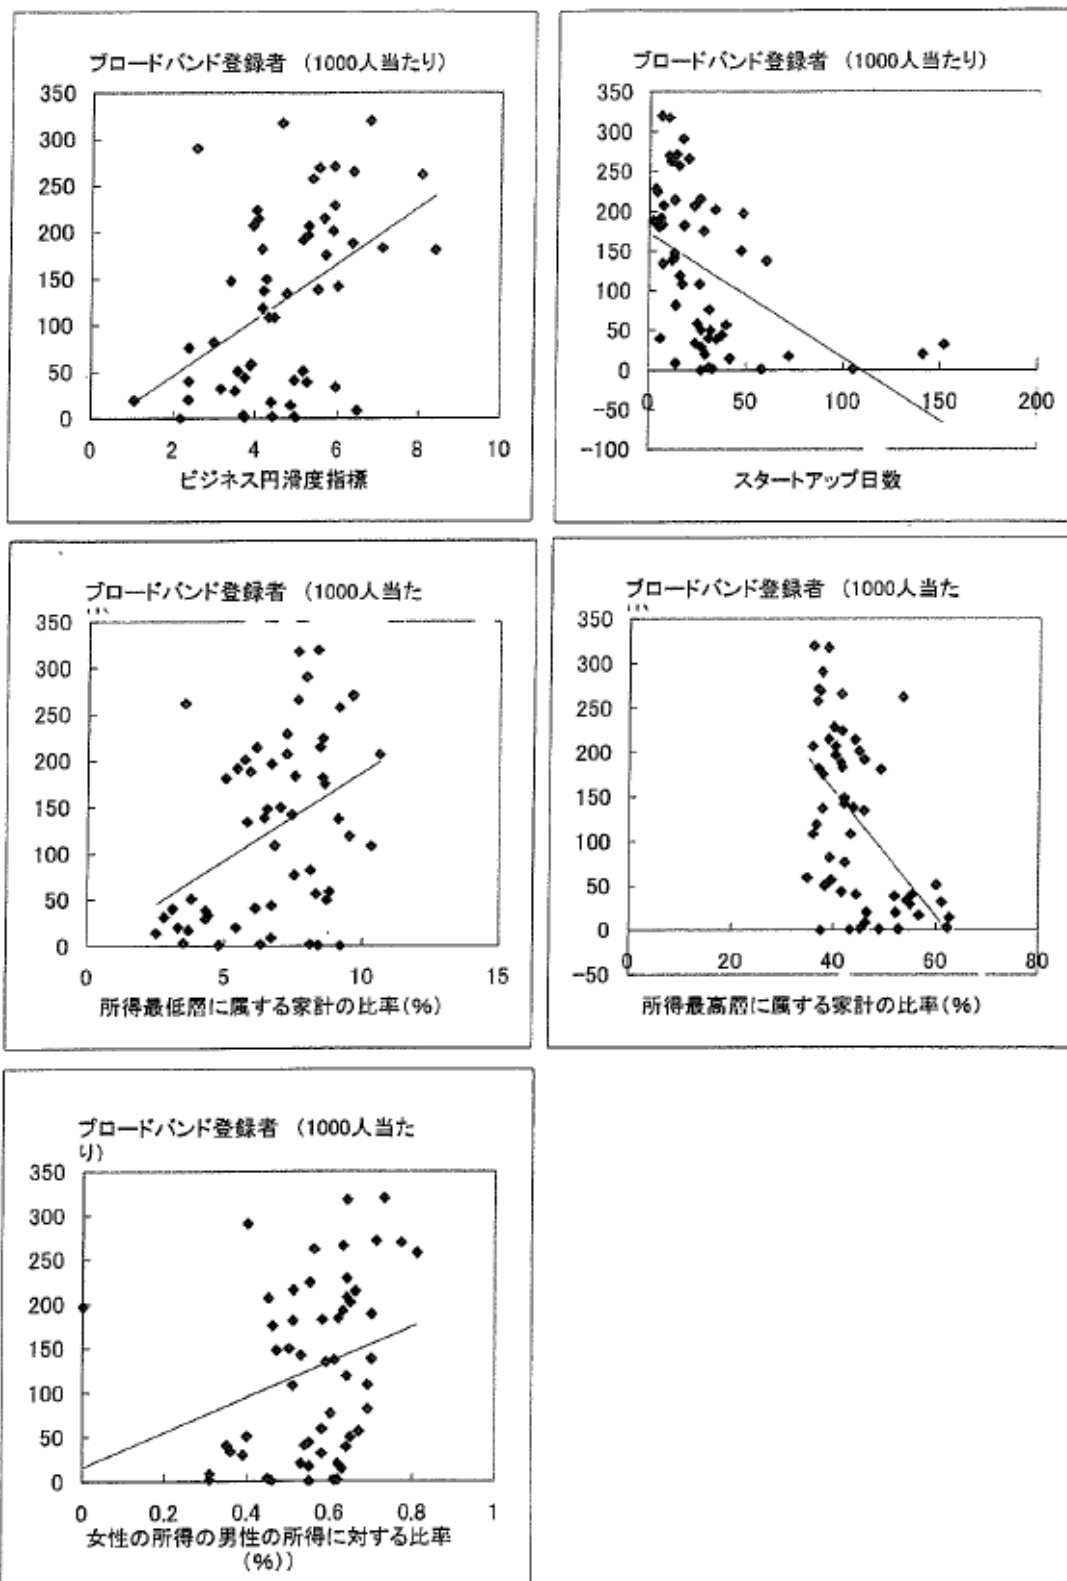 ブロードバンド登録者 (1000人当たり)
350
300
250
200
150
100
50
0
0 2 4 6 8 10
ビジネス円滑度指標
ブロードバンド登録者 (1000人当たり)
350
300
250
200
150
100
50
0
-50
-100
0 50 100 150 200
スタートアップ日数
ブロードバンド登録者 (1000人当た
350
300
250
200
150
100
50
0
0 5 10 15
所得最低層に属する家計の比率(%)
ブロードバンド登録者 (1000人当た
350
300
250
200
150
100
50
0
-50
0 20 40 60 80
所得最高層に属する家計の比率(%)
ブロードバンド登録者 (1000人当た
り)
350
300
250
200
150
100
50
0
0 0.2 0.4 0.6 0.8 1
女性の所得の男性の所得に対する比率
(%))